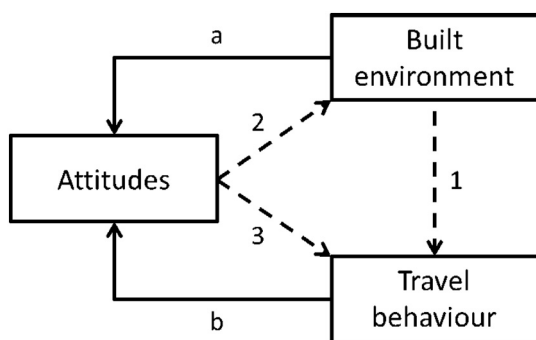 a
Built
environment
2
Attitudes
1
3
Travel
behaviour
b